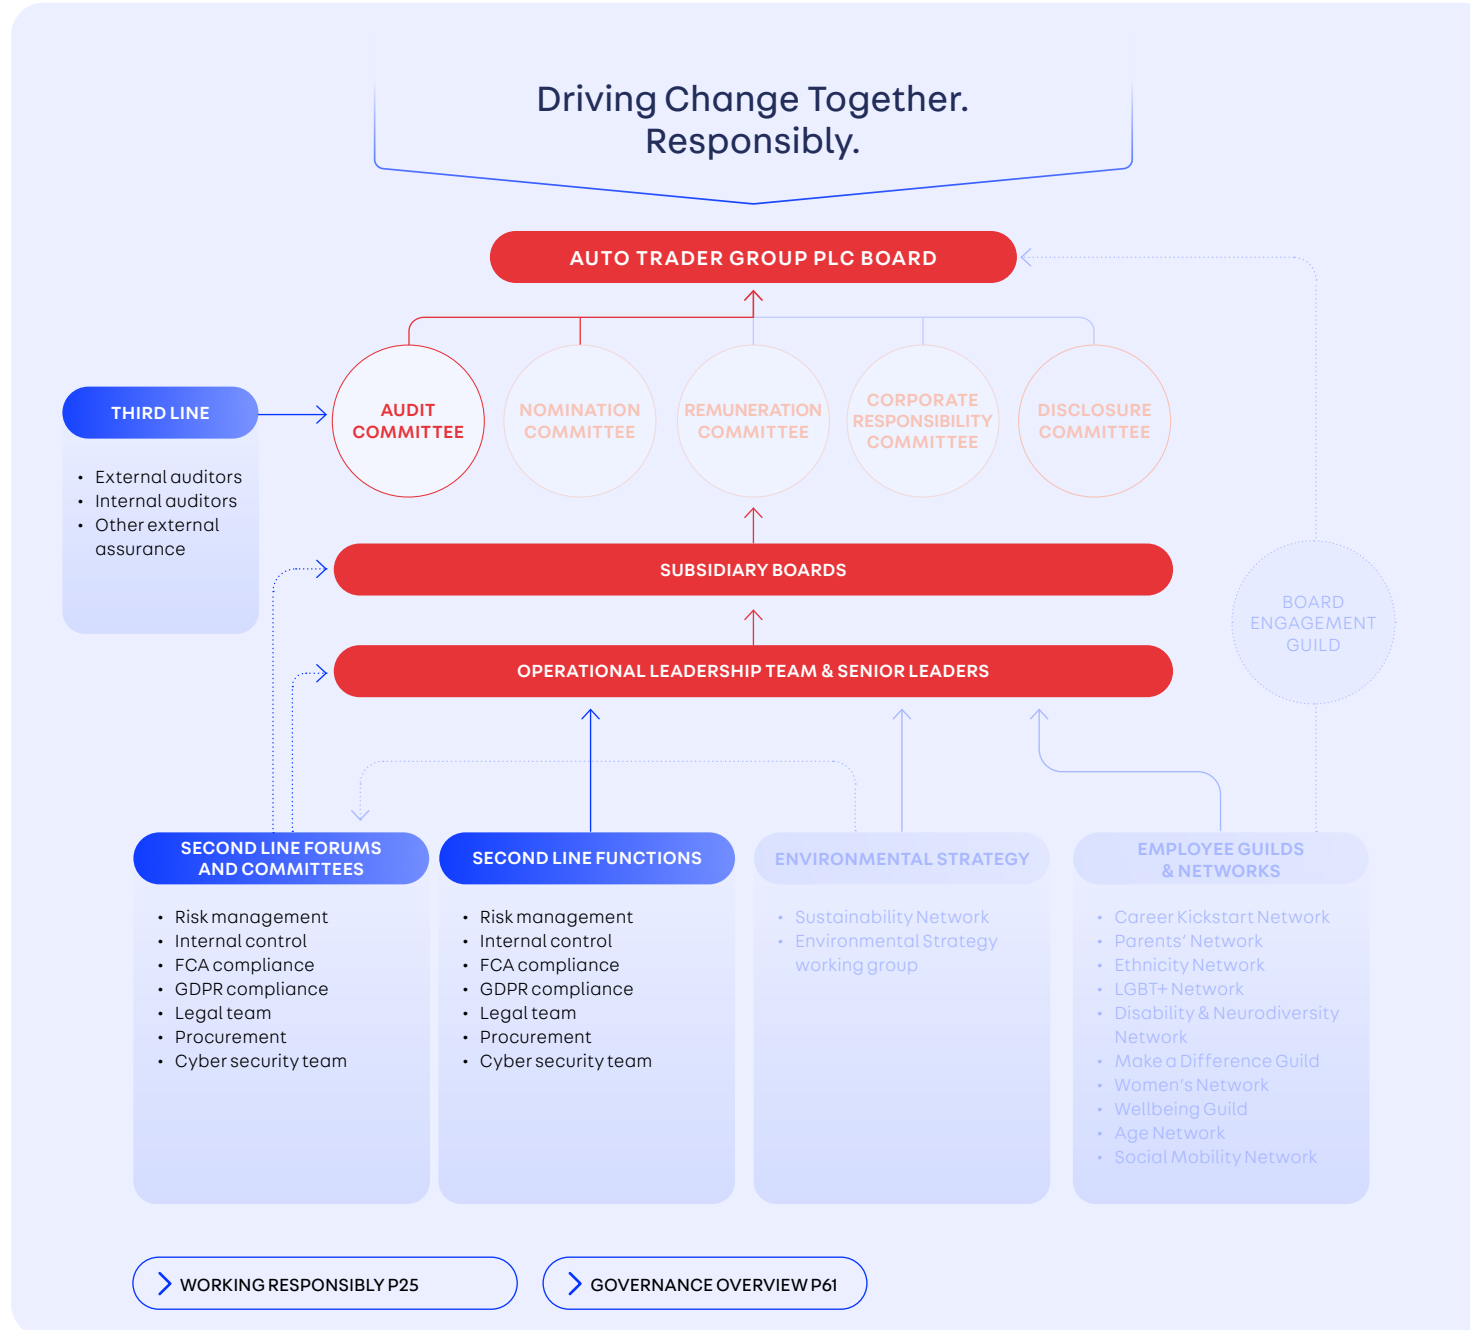 Driving Change Together.
Responsibly.
AUTO TRADER GROUP PLC BOARD
THIRD LINE
• External auditors
• Internal auditors
• Other external
assurance
AUDIT
COMMITTEE
NOMINATION
COMMITTEE
REMUNERATION
COMMITTEE
CORPORATE
RESPONSIBILITY
COMMITTEE
DISCLOSURE
COMMITTEE
SUBSIDIARY BOARDS
OPERATIONAL LEADERSHIP TEAM & SENIOR LEADERS
BOARD
ENGAGEMENT
GUILD
SECOND LINE FORUMS
AND COMMITTEES
• Risk management
• Internal control
• FCA compliance
• GDPR compliance
• Legal team
• Procurement
• Cyber security team
SECOND LINE FUNCTIONS
• Risk management
• Internal control
• FCA compliance
• GDPR compliance
• Legal team
• Procurement
• Cyber security team
ENVIRONMENTAL STRATEGY
• Sustainability Network
• Environmental Strategy
working group
EMPLOYEE GUILDS
& NETWORKS
• Career Kickstart Network
• Parents’ Network
• Ethnicity Network
• LGBT+ Network
• Disability & Neurodiversity
Network
• Make a Difference Guild
• Women’s Network
• Wellbeing Guild
• Age Network
• Social Mobility Network
WORKING RESPONSIBLY P25
GOVERNANCE OVERVIEW P61